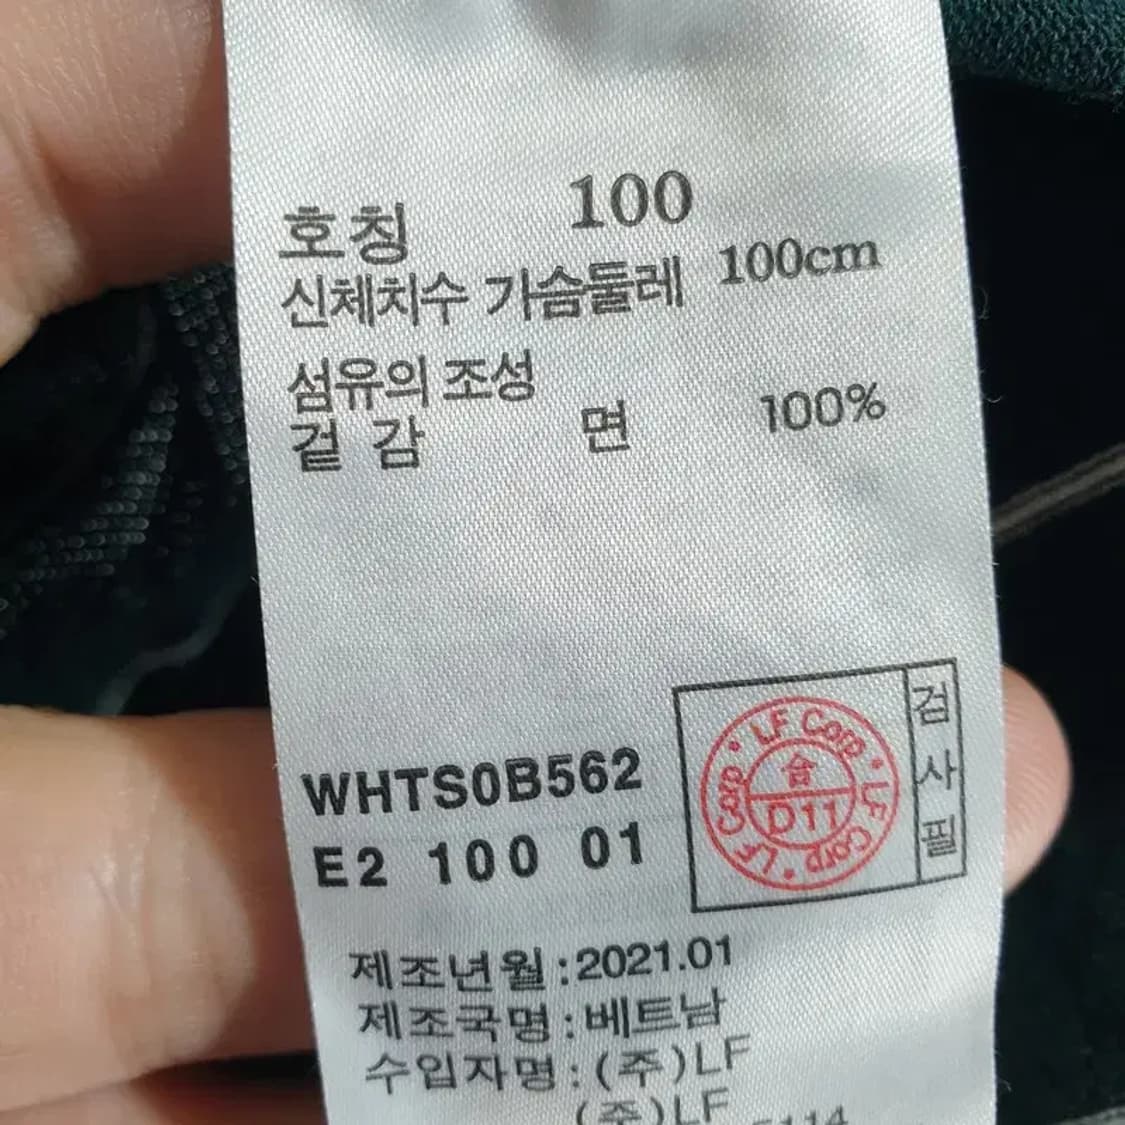 호칭 100
신체치수 가슴둘레 100cm
섬유의 조성
겉 감 면 100%
WHTS0B562
E2 100 01
LF Corp · LF Corp · LF Corp ·
合
D11
검사필
제조년월 : 2021.01
제조국명 : 베트남
수입자명 : (주)LF
(주)LF